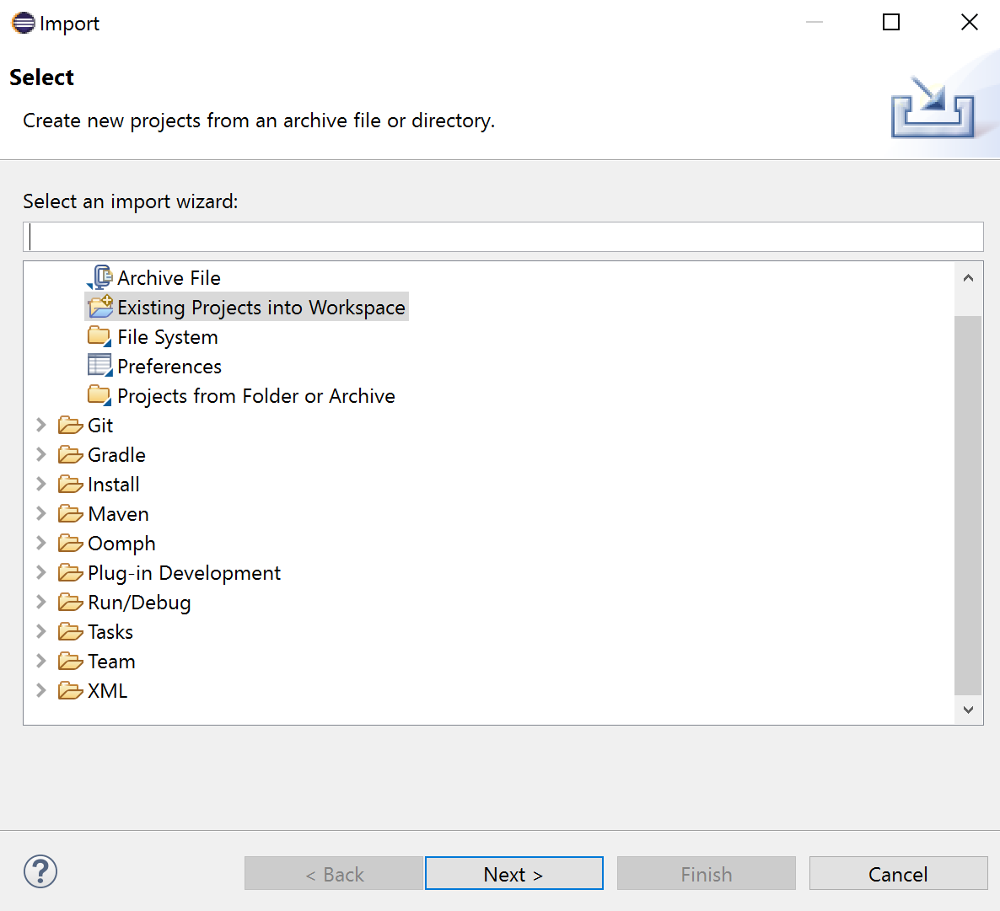 Import
Select
Create new projects from an archive file or directory.
Select an import wizard:
Archive File
Existing Projects into Workspace
File System
Preferences
Projects from Folder or Archive
Git
Gradle
Install
Maven
Oomph
Plug-in Development
Run/Debug
Tasks
Team
XML
? < Back Next > Finish Cancel